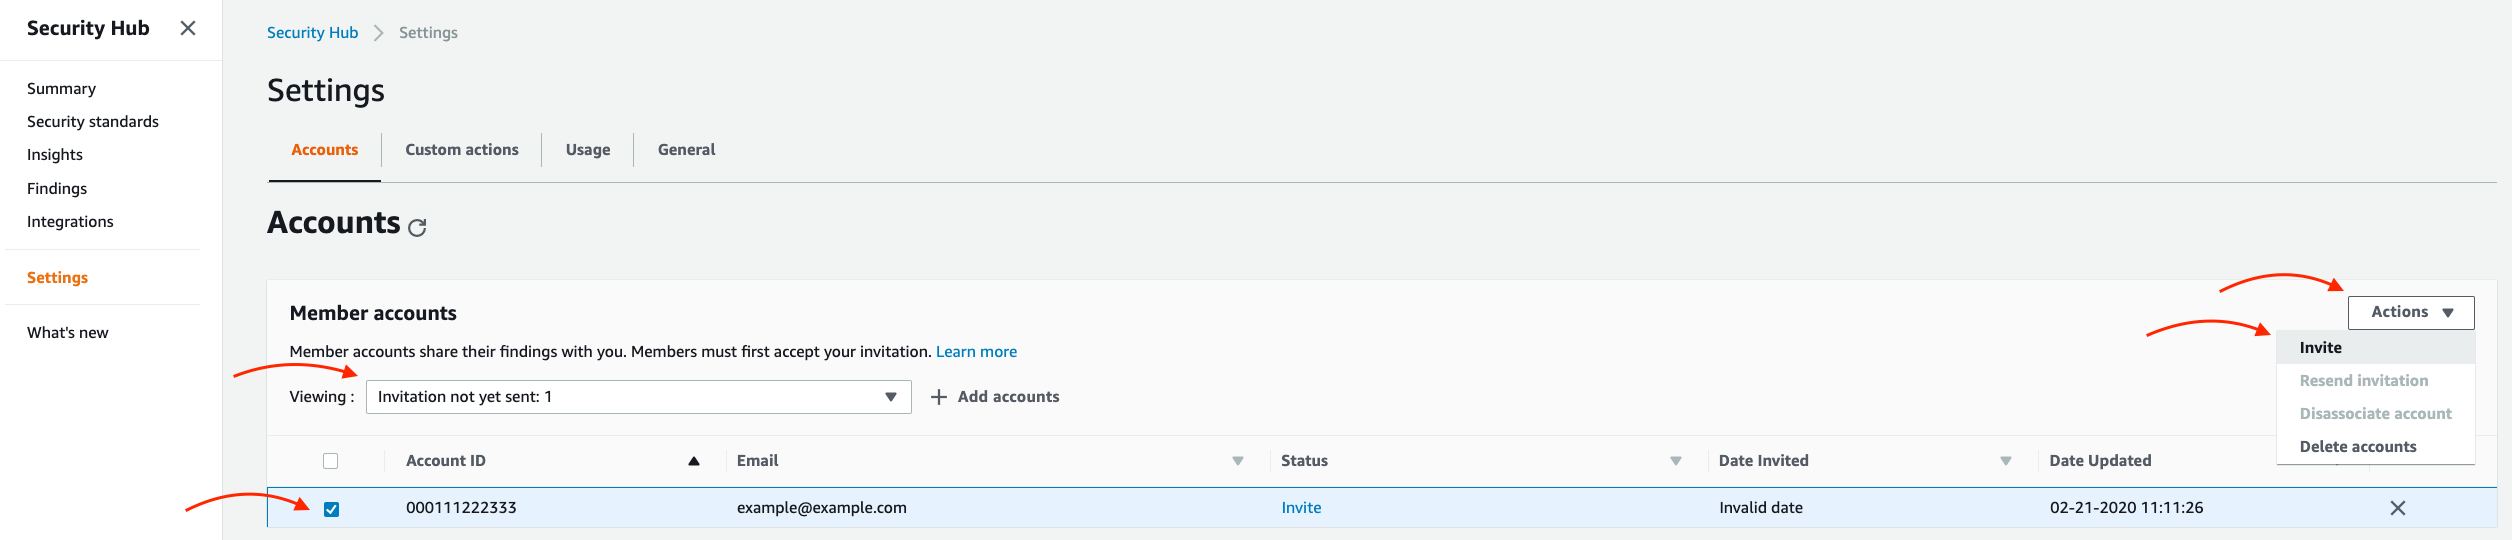 Security Hub
Summary
Security standards
Insights
Findings
Integrations
Settings
What's new
Security Hub Settings
Settings
Accounts Custom actions Usage General
Accounts
Member accounts
Actions
Member accounts share their findings with you. Members must first accept your invitation. Learn more
Viewing : Invitation not yet sent: 1 Add accounts
Invite
Resend invitation
Disassociate account
Delete accounts
Account ID Email Status Date Invited Date Updated
000111222333 example@example.com Invite Invalid date 02-21-2020 11:11:26